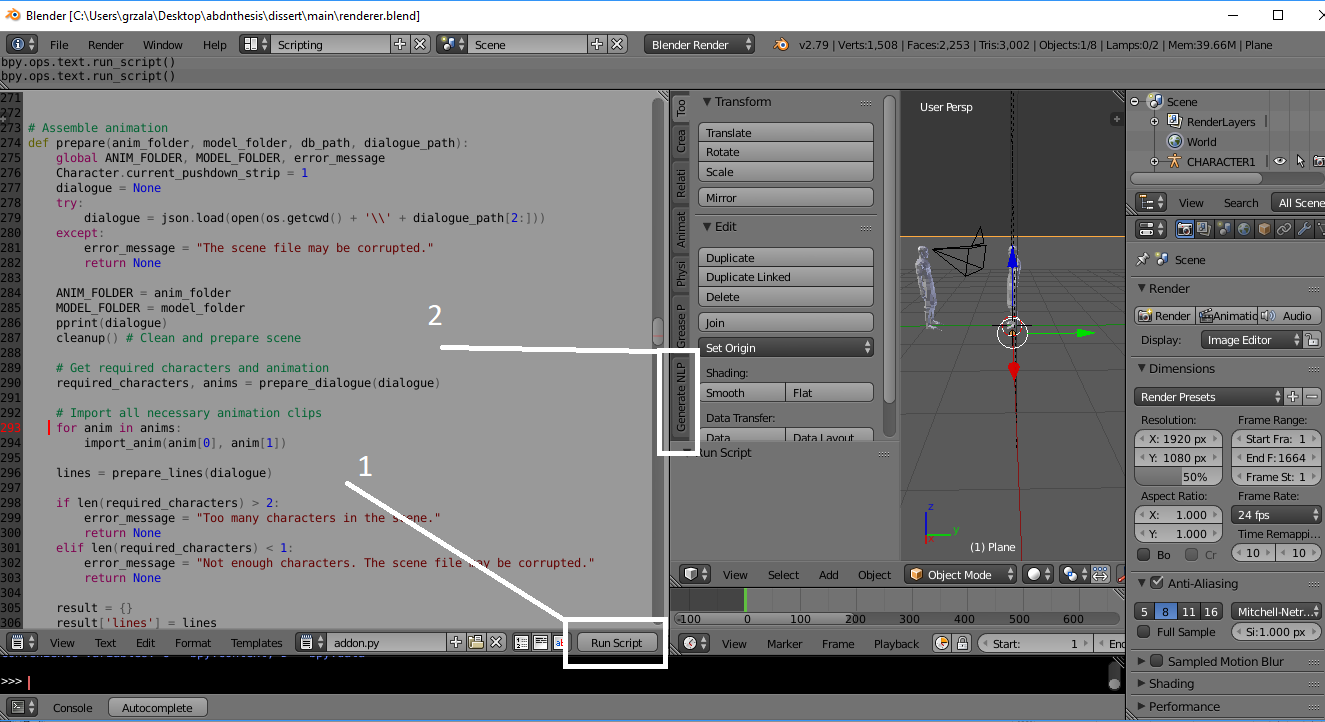 Blender [C:\Users\grzala\Desktop\abdnthesis\dissert\main\renderer.blend]
File Render Window Help Scripting Scene Blender Render v2.79 | Verts:1,508 | Faces:2,253 | Tris:3,002 | Objects:1/8 | Lamps:0/2 | Mem:39.66M | Plane
bpy.ops.text.run_script()
bpy.ops.text.run_script()
271
272
273 # Assemble animation
274 def prepare(anim_folder, model_folder, db_path, dialogue_path):
275 global ANIM_FOLDER, MODEL_FOLDER, error_message
276 Character.current_pushdown_strip = 1
277 dialogue = None
278 try:
279 dialogue = json.load(open(os.getcwd() + '\\' + dialogue_path[2:]))
280 except:
281 error_message = "The scene file may be corrupted."
282 return None
283
284 ANIM_FOLDER = anim_folder
285 MODEL_FOLDER = model_folder
286 pprint(dialogue)
287 cleanup() # Clean and prepare scene
288
289 # Get required characters and animation
290 required_characters, anims = prepare_dialogue(dialogue)
291
292 # Import all necessary animation clips
293 for anim in anims:
294 import_anim(anim[0], anim[1])
295
296 lines = prepare_lines(dialogue)
297
298 if len(required_characters) > 2:
299 error_message = "Too many characters in the scene."
300 return None
301 elif len(required_characters) < 1:
302 error_message = "Not enough characters. The scene file may be corrupted."
303 return None
304
305 result = {}
306 result['lines'] = lines
2
1
View Text Edit Format Templates addon.py Run Script
>>>
Console Autocomplete
Too
Crea
Relati
Animat
Physi
Grease P
Generate NLP
Transform
Translate
Rotate
Scale
Mirror
Edit
Duplicate
Duplicate Linked
Delete
Join
Set Origin
Shading:
Smooth Flat
Data Transfer:
Data Data Layout
Run Script
User Persp
z
y
x
(1) Plane
View Select Add Object Object Mode
-100 0 100 200 300 400 500 600
View Marker Frame Playback Start: 1 End
Scene
RenderLayers
World
CHARACTER1
View Search All Scene
Scene
Render
Render Animatic Audio
Display: Image Editor
Dimensions
Render Presets
Resolution: Frame Range:
X: 1920 px Start Fra: 1
Y: 1080 px End F:1664
50% Frame St: 1
Aspect Ratio: Frame Rate:
X: 1.000 24 fps
Y: 1.000 Time Remappi...
Bo Cr 10 10
Anti-Aliasing
5 8 11 16 Mitchell-Netr...
Full Sample Si:1.000 px
Sampled Motion Blur
Shading
Performance